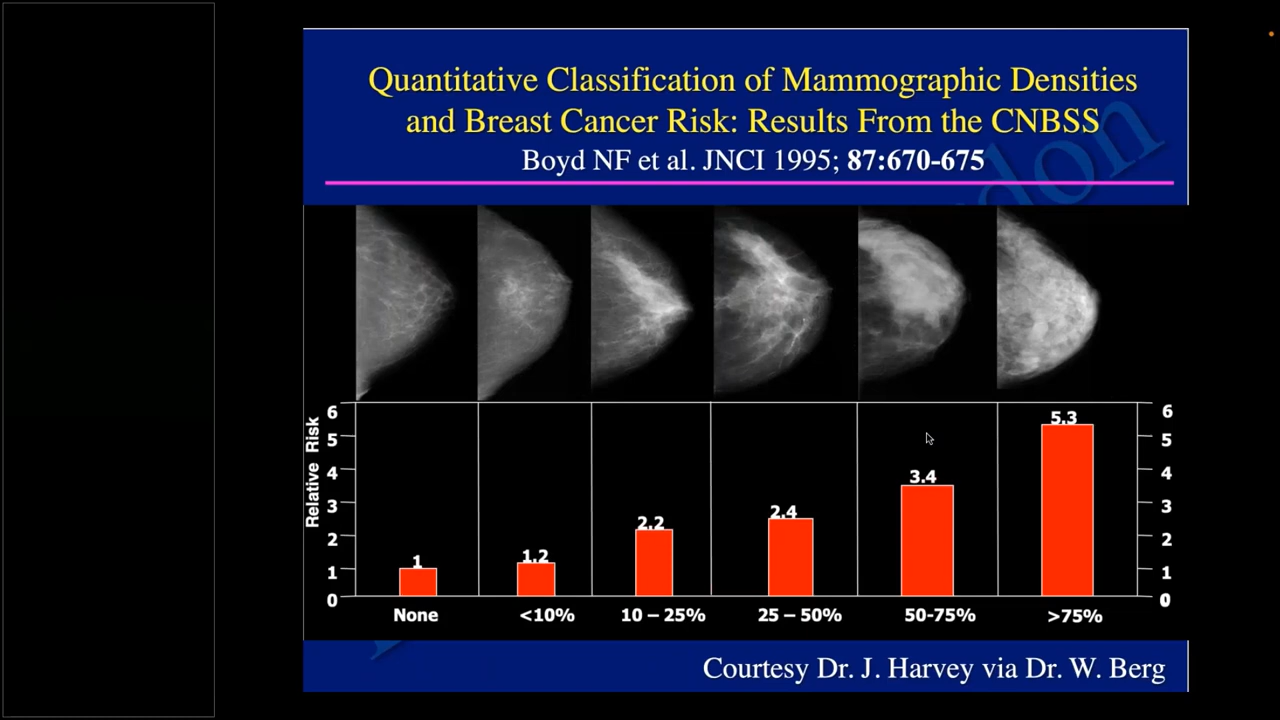 Quantitative Classification of Mammographic Densities
and Breast Cancer Risk: Results From the CNBSS
Boyd NF et al. JNCI 1995; 87:670-675
Relative Risk
6 6
5 5
4 4
3 3
2 2
1 1
0 0
1 1.2 2.2 2.4 3.4 5.3
None <10% 10 – 25% 25 – 50% 50-75% >75%
Courtesy Dr. J. Harvey via Dr. W. Berg